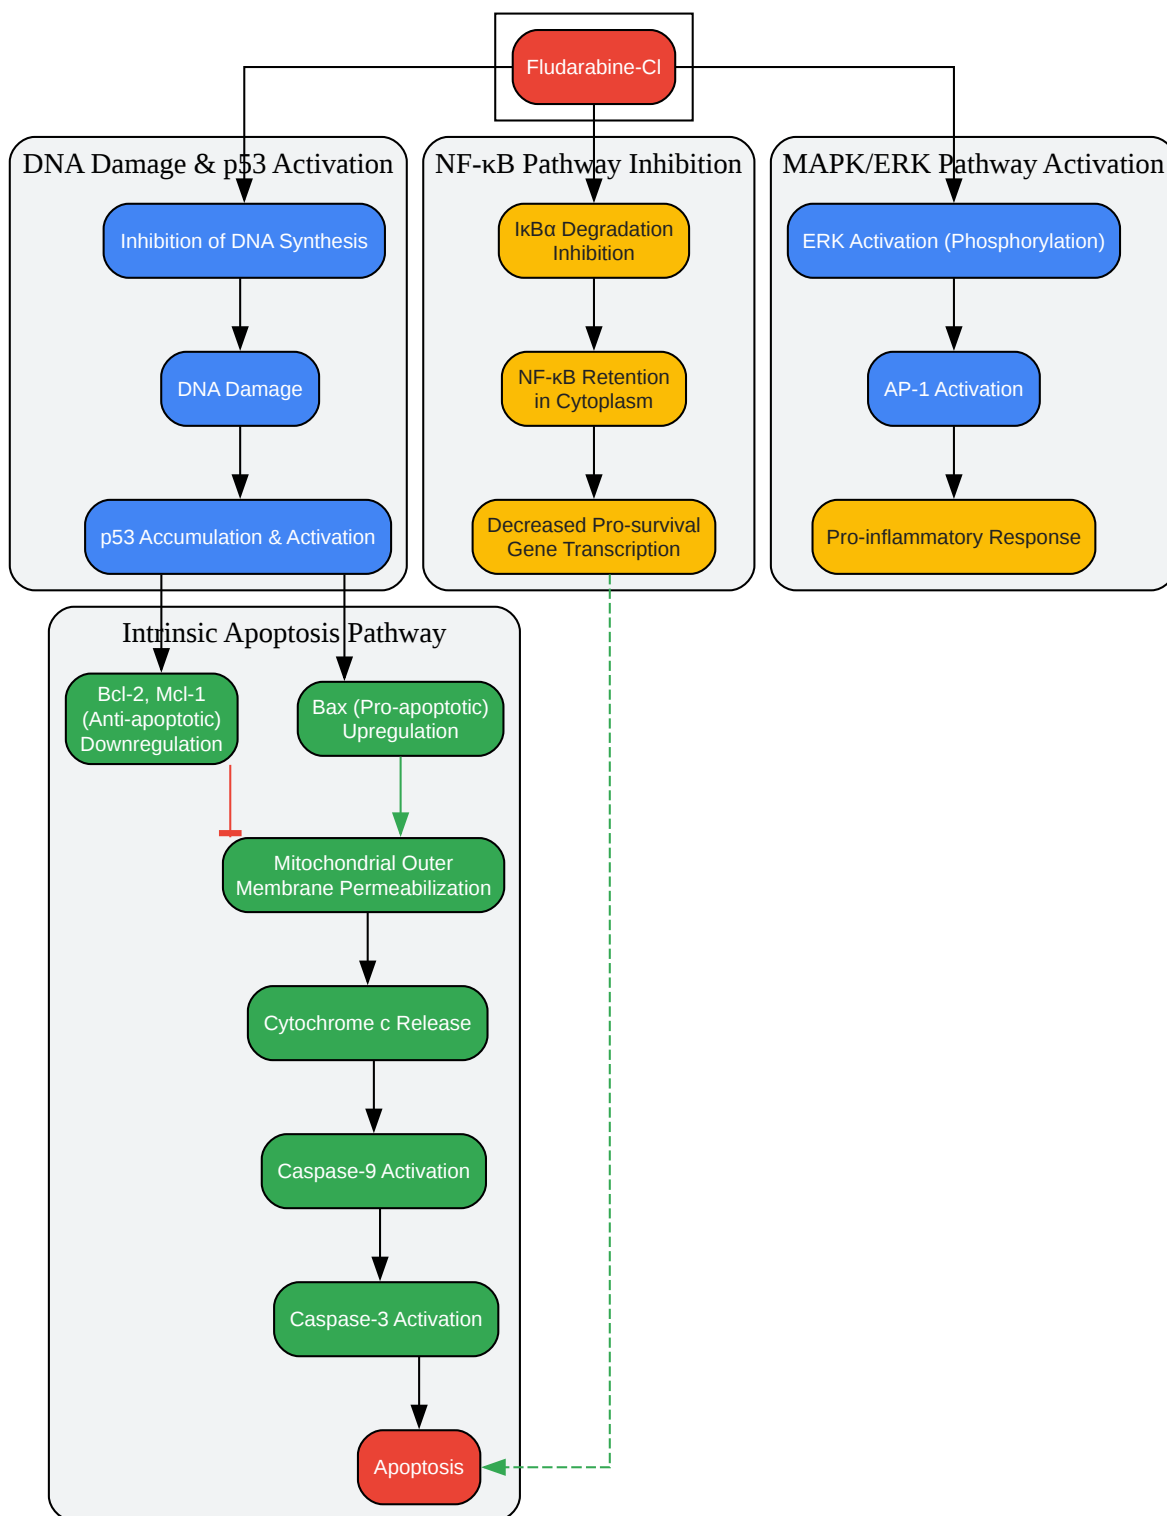 Fludarabine-Cl
DNA Damage & p53 Activation
Inhibition of DNA Synthesis
DNA Damage
p53 Accumulation & Activation
NF-κB Pathway Inhibition
IκBα Degradation
Inhibition
NF-κB Retention
in Cytoplasm
Decreased Pro-survival
Gene Transcription
MAPK/ERK Pathway Activation
ERK Activation (Phosphorylation)
AP-1 Activation
Pro-inflammatory Response
Intrinsic Apoptosis Pathway
Bcl-2, Mcl-1
(Anti-apoptotic)
Downregulation
Bax (Pro-apoptotic)
Upregulation
Mitochondrial Outer
Membrane Permeabilization
Cytochrome c Release
Caspase-9 Activation
Caspase-3 Activation
Apoptosis